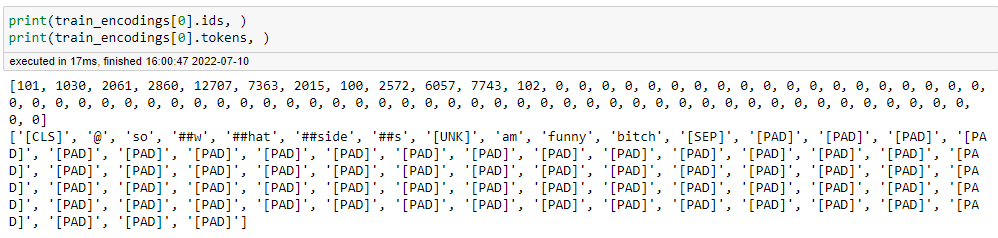 print(train_encodings[0].ids, )
print(train_encodings[0].tokens, )
executed in 17ms, finished 16:00:47 2022-07-10
[101, 1030, 2061, 2860, 12707, 7363, 2015, 100, 2572, 6057, 7743, 102, 0, 0, 0, 0, 0, 0, 0, 0, 0, 0, 0, 0, 0, 0, 0, 0, 0, 0, 0,
0, 0, 0, 0, 0, 0, 0, 0, 0, 0, 0, 0, 0, 0, 0, 0, 0, 0, 0, 0, 0, 0, 0, 0, 0, 0, 0, 0, 0, 0, 0, 0, 0, 0, 0, 0, 0, 0, 0, 0, 0, 0,
0, 0]
['[CLS]', '@', 'so', '##w', '##hat', '##side', '##s', '[UNK]', 'am', 'funny', 'bitch', '[SEP]', '[PAD]', '[PAD]', '[PAD]', '[PA
D]', '[PAD]', '[PAD]', '[PAD]', '[PAD]', '[PAD]', '[PAD]', '[PAD]', '[PAD]', '[PAD]', '[PAD]', '[PAD]', '[PAD]', '[PAD]', '[PA
D]', '[PAD]', '[PAD]', '[PAD]', '[PAD]', '[PAD]', '[PAD]', '[PAD]', '[PAD]', '[PAD]', '[PAD]', '[PAD]', '[PAD]', '[PAD]', '[PA
D]', '[PAD]', '[PAD]', '[PAD]', '[PAD]', '[PAD]', '[PAD]', '[PAD]', '[PAD]', '[PAD]', '[PAD]', '[PAD]', '[PAD]', '[PAD]', '[PA
D]', '[PAD]', '[PAD]', '[PAD]', '[PAD]', '[PAD]', '[PAD]', '[PAD]', '[PAD]', '[PAD]', '[PAD]', '[PAD]', '[PAD]', '[PAD]', '[PA
D]', '[PAD]', '[PAD]', '[PAD]']